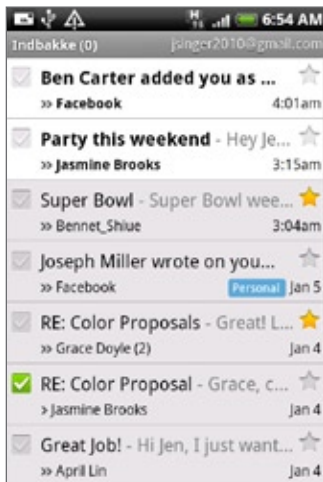 6:54 AM
Indbakke (0) jsinger2010@gmail.com
Ben Carter added you as ...
» Facebook 4:01am
Party this weekend - Hey Je...
» Jasmine Brooks 3:15am
Super Bowl - Super Bowl wee...
» Bennet_Shiue 3:04am
Joseph Miller wrote on you...
» Facebook Personal Jan 5
RE: Color Proposals - Great! L...
» Grace Doyle (2) Jan 4
RE: Color Proposal - Grace, c...
› Jasmine Brooks Jan 4
Great Job! - Hi Jen, I just want...
» April Lin Jan 4